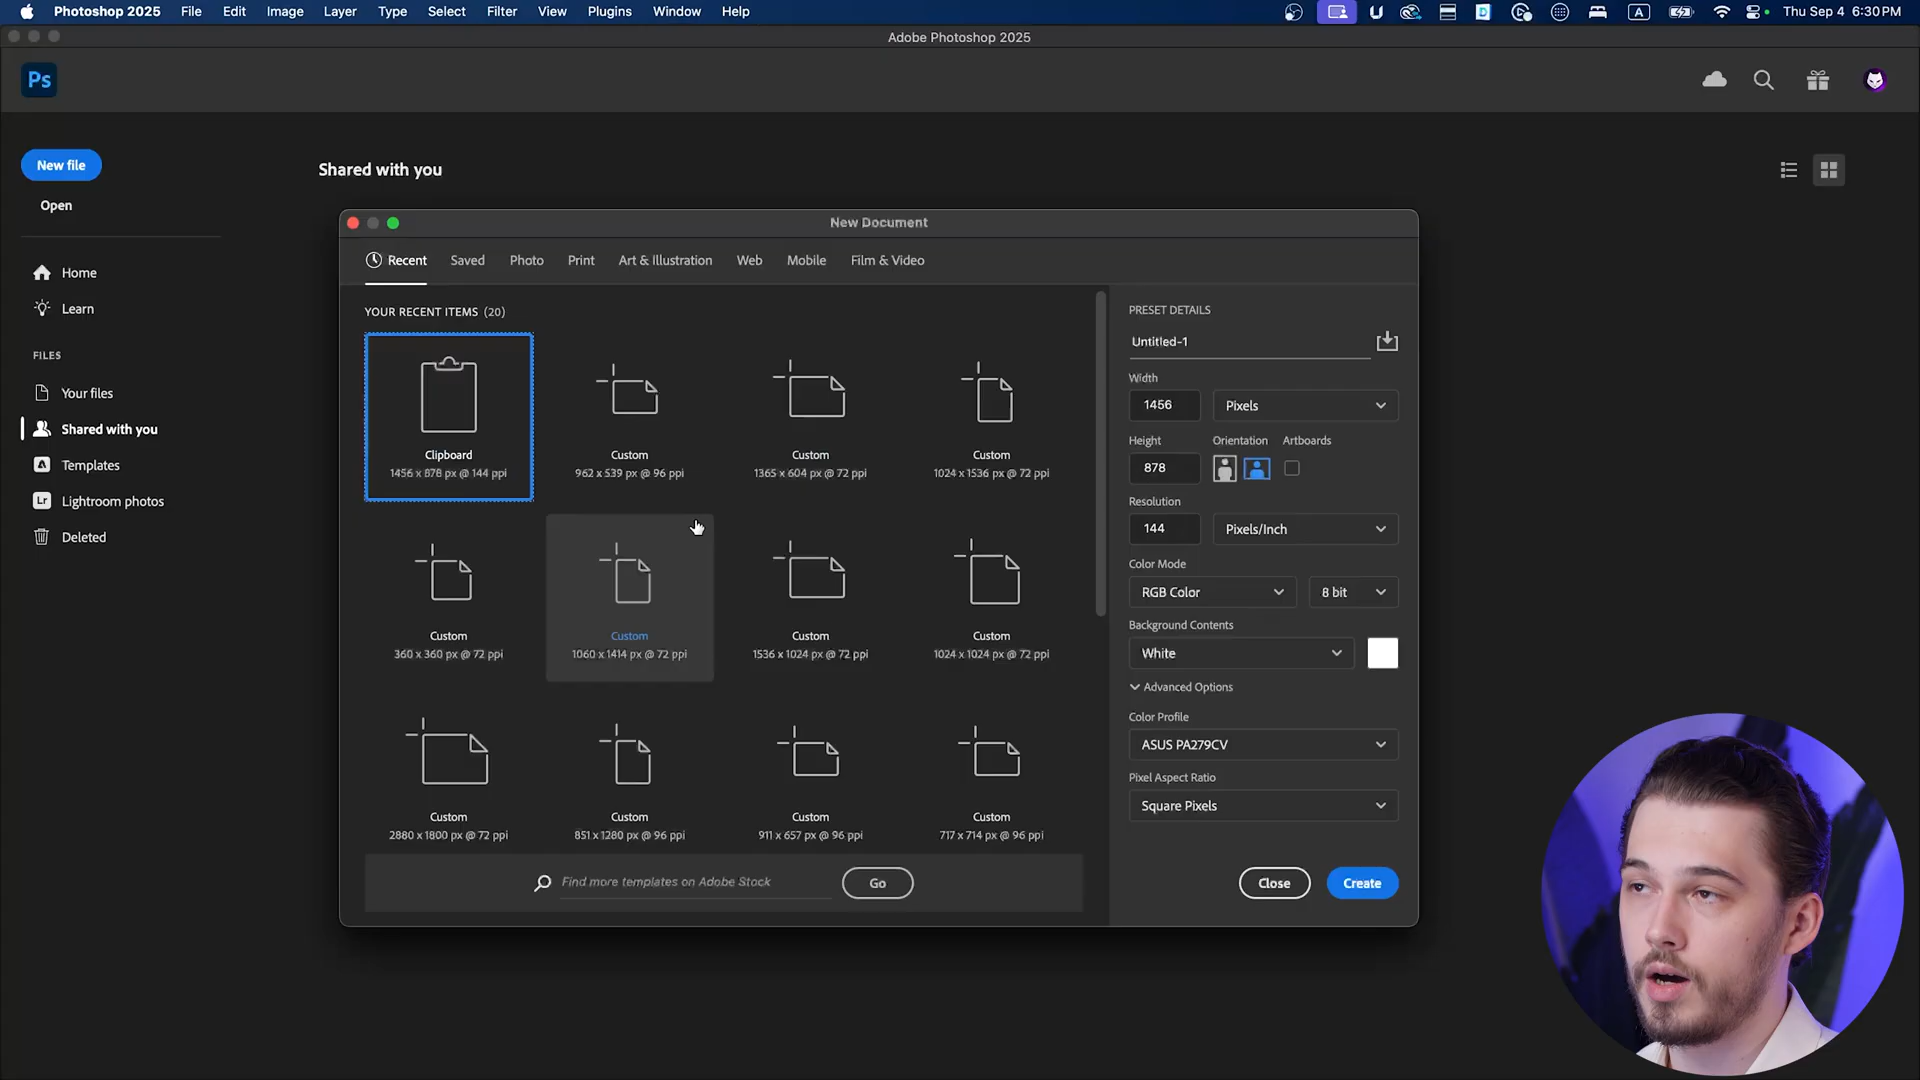 Photoshop 2025 File Edit Image Layer Type Select Filter View Plugins Window Help A Thu Sep 4 6:30 PM
Adobe Photoshop 2025
Ps
New file
Open
Home
Learn
FILES
Your files
Shared with you
Templates
Lr Lightroom photos
Deleted
Shared with you
New Document
Recent Saved Photo Print Art & Illustration Web Mobile Film & Video
YOUR RECENT ITEMS (20)
Clipboard
1456 x 878 px @ 144 ppi
Custom
962 x 539 px @ 96 ppi
Custom
1365 x 604 px @ 72 ppi
Custom
1024 x 1536 px @ 72 ppi
Custom
360 x 360 px @ 72 ppi
Custom
1060 x 1414 px @ 72 ppi
Custom
1536 x 1024 px @ 72 ppi
Custom
1024 x 1024 px @ 72 ppi
Custom
2880 x 1800 px @ 72 ppi
Custom
851 x 1280 px @ 96 ppi
Custom
911 x 657 px @ 96 ppi
Custom
717 x 714 px @ 96 ppi
Find more templates on Adobe Stock
Go
PRESET DETAILS
Untitled-1
Width
1456 Pixels
Height Orientation Artboards
878
Resolution
144 Pixels/Inch
Color Mode
RGB Color 8 bit
Background Contents
White
Advanced Options
Color Profile
ASUS PA279CV
Pixel Aspect Ratio
Square Pixels
Close Create